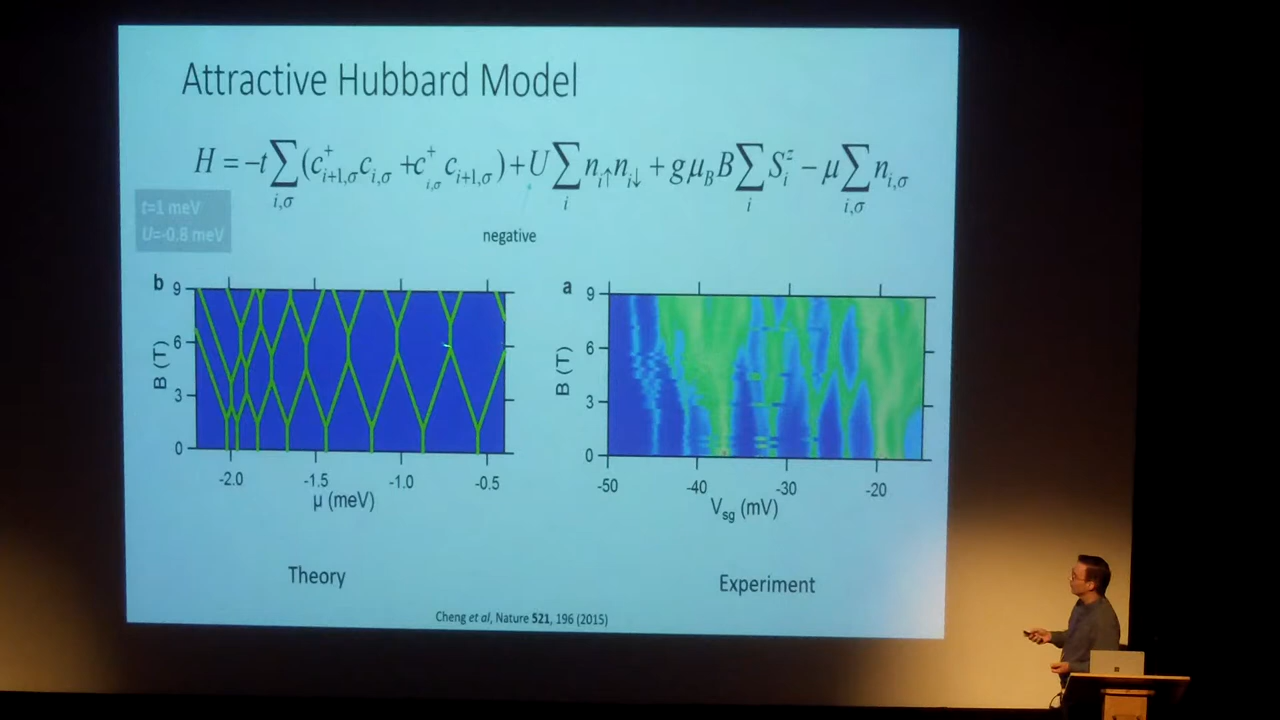 Attractive Hubbard Model
H = −t∑(c⁺ᵢ₊₁,σ cᵢ,σ + c⁺ᵢ,σ cᵢ₊₁,σ) + U∑nᵢ↑nᵢ↓ + gμ_B B∑Sᵢᶻ − μ∑nᵢ,σ
i,σ i i i,σ
t=1 meV
U=-0.8 meV
negative
b
9
6
3
0
B (T)
-2.0 -1.5 -1.0 -0.5
μ (meV)
a
9
6
3
0
B (T)
-50 -40 -30 -20
Vsg (mV)
Theory
Experiment
Cheng et al, Nature 521, 196 (2015)